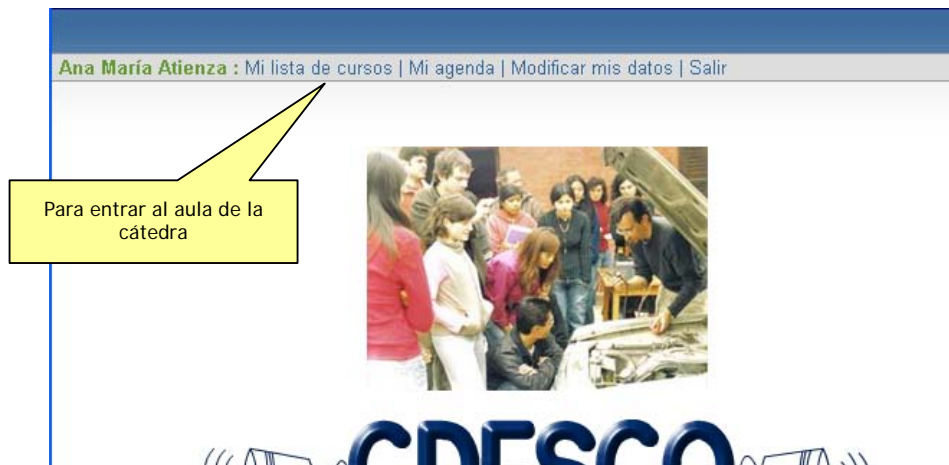 Ana María Atienza : Mi lista de cursos | Mi agenda | Modificar mis datos | Salir
Para entrar al aula de la
cátedra
CDESCO